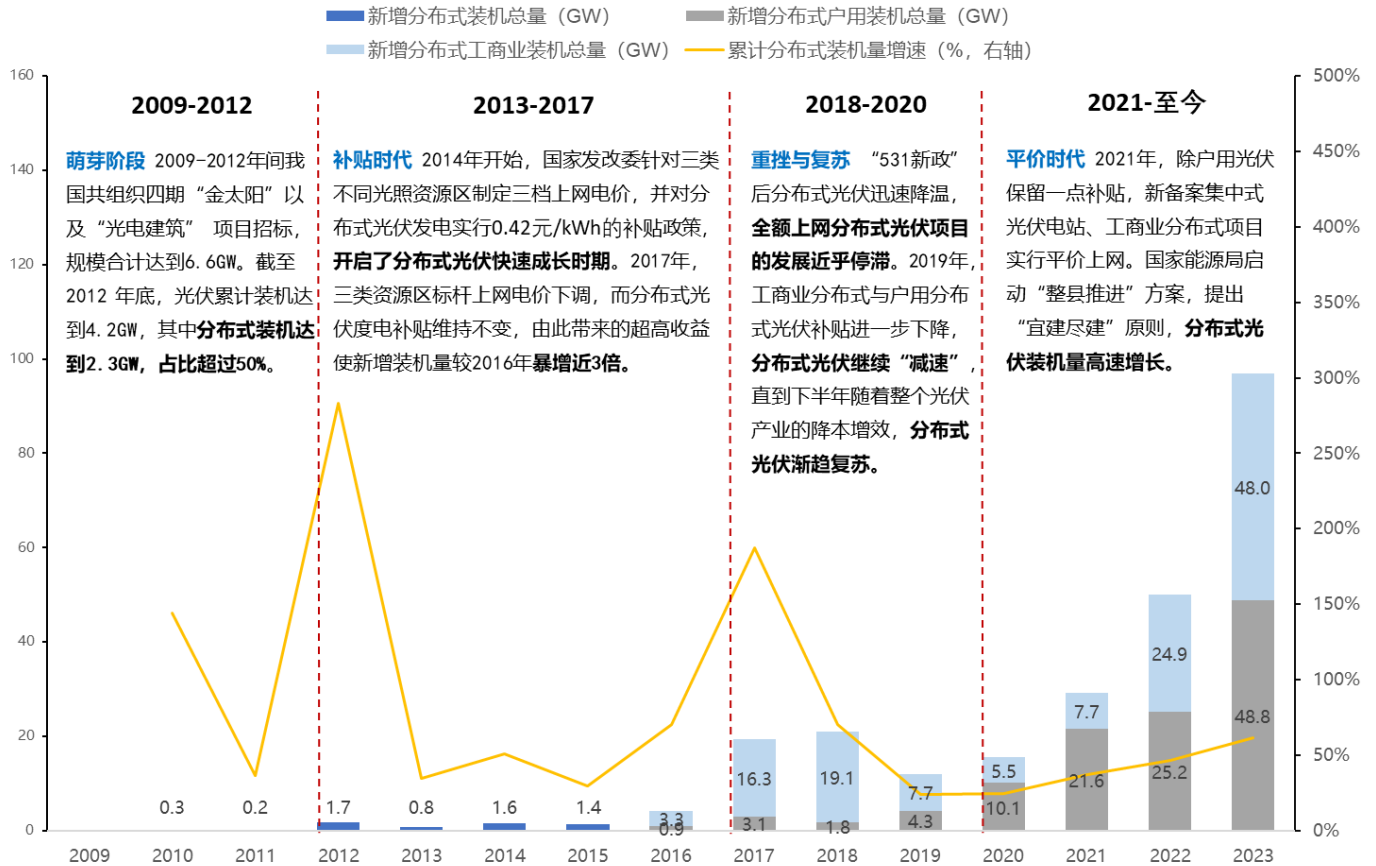 新增分布式装机总量（GW）
新增分布式户用装机总量（GW）
新增分布式工商业装机总量（GW）
累计分布式装机量增速（%，右轴）
160
140
120
100
80
60
40
20
0
500%
450%
400%
350%
300%
250%
200%
150%
100%
50%
0%
2009-2012
萌芽阶段 2009-2012年间我
国共组织四期“金太阳”以
及“光电建筑” 项目招标，
规模合计达到6.6GW。截至
2012 年底，光伏累计装机达
到4.2GW，其中分布式装机达
到2.3GW，占比超过50%。
2013-2017
补贴时代 2014年开始，国家发改委针对三类
不同光照资源区制定三档上网电价，并对分
布式光伏发电实行0.42元/kWh的补贴政策，
开启了分布式光伏快速成长时期。2017年，
三类资源区标杆上网电价下调，而分布式光
伏度电补贴维持不变，由此带来的超高收益
使新增装机量较2016年暴增近3倍。
2018-2020
重挫与复苏 “531新政”
后分布式光伏迅速降温，
全额上网分布式光伏项目
的发展近乎停滞。2019年，
工商业分布式与户用分布
式光伏补贴进一步下降，
分布式光伏继续“减速”，
直到下半年随着整个光伏
产业的降本增效，分布式
光伏渐趋复苏。
2021-至今
平价时代 2021年，除户用光伏
保留一点补贴，新备案集中式
光伏电站、工商业分布式项目
实行平价上网。国家能源局启
动“整县推进”方案，提出
“宜建尽建”原则，分布式光
伏装机量高速增长。
0.3
0.2
1.7
0.8
1.6
1.4
3.3
0.9
16.3
3.1
19.1
1.8
7.7
4.3
5.5
10.1
7.7
21.6
24.9
25.2
48.0
48.8
2009 2010 2011 2012 2013 2014 2015 2016 2017 2018 2019 2020 2021 2022 2023